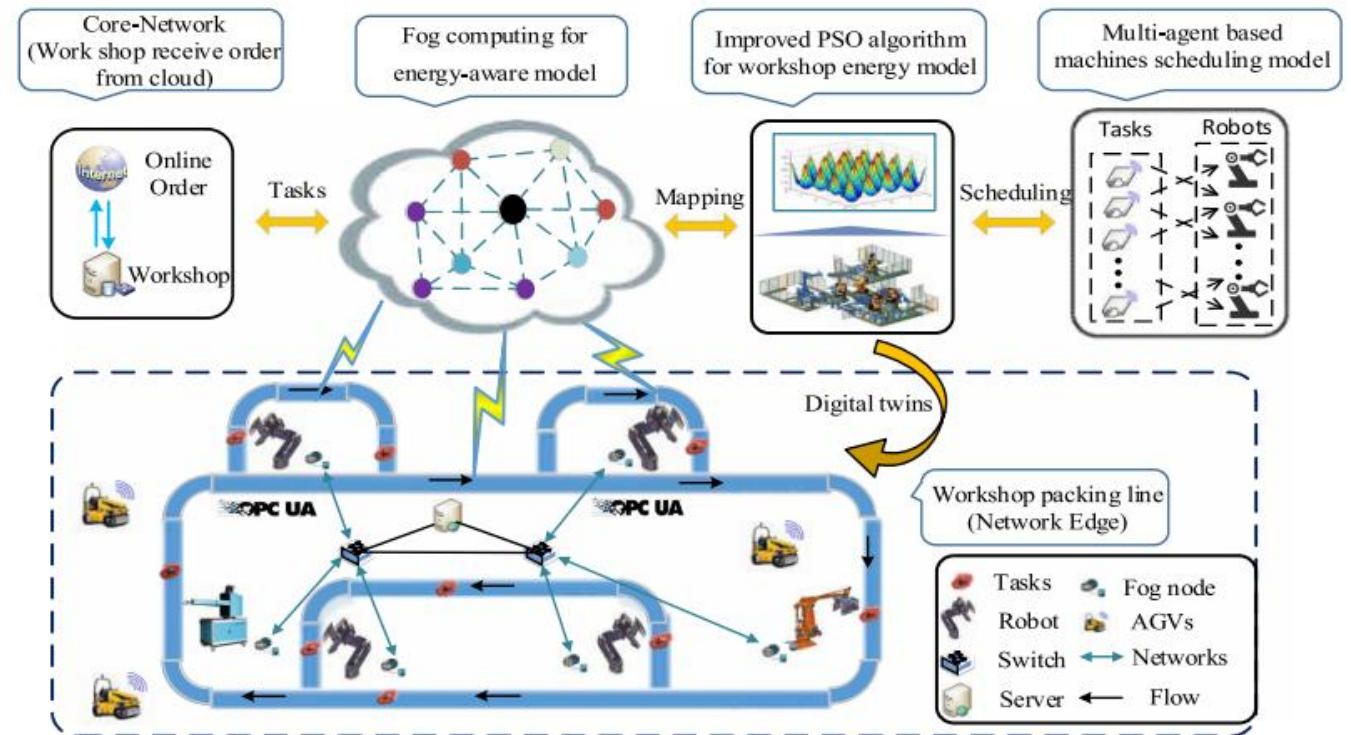 Core-Network
(Work shop receive order
from cloud)
Fog computing for
energy-aware model
Improved PSO algorithm
for workshop energy model
Multi-agent based
machines scheduling model
Internet
Online
Order
Workshop
Tasks
Mapping
Scheduling
Tasks
Robots
Digital twins
OPC UA
OPC UA
Workshop packing line
(Network Edge)
Tasks
Fog node
Robot
AGVs
Switch
Networks
Server
Flow